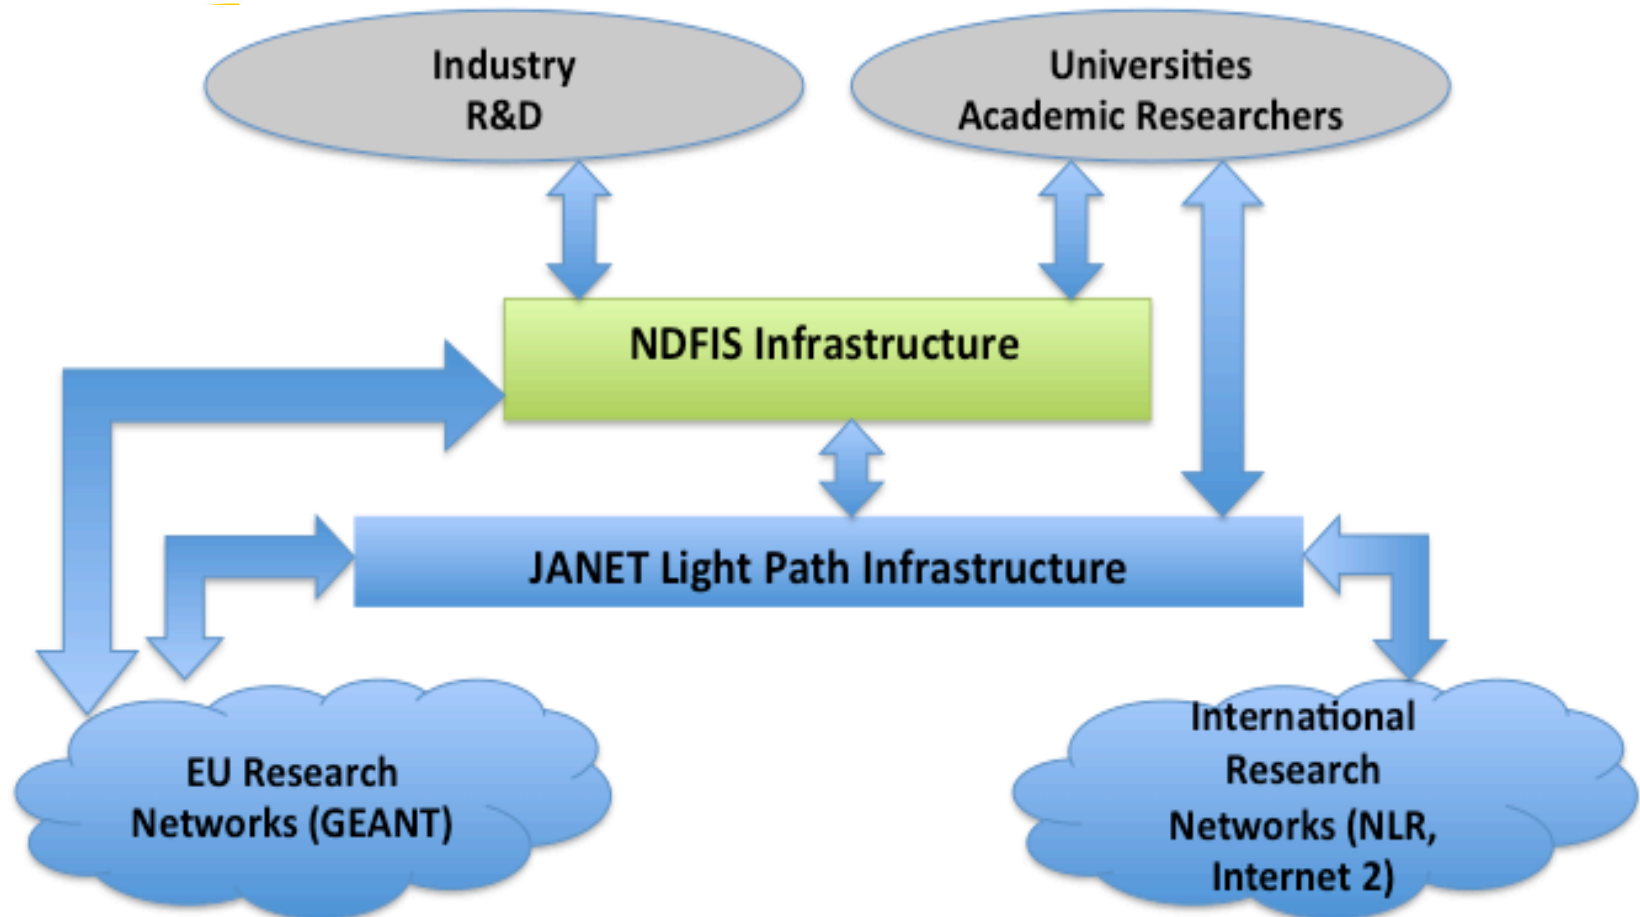 Industry
R&D
Universities
Academic Researchers
NDFIS Infrastructure
JANET Light Path Infrastructure
EU Research
Networks (GEANT)
International
Research
Networks (NLR,
Internet 2)